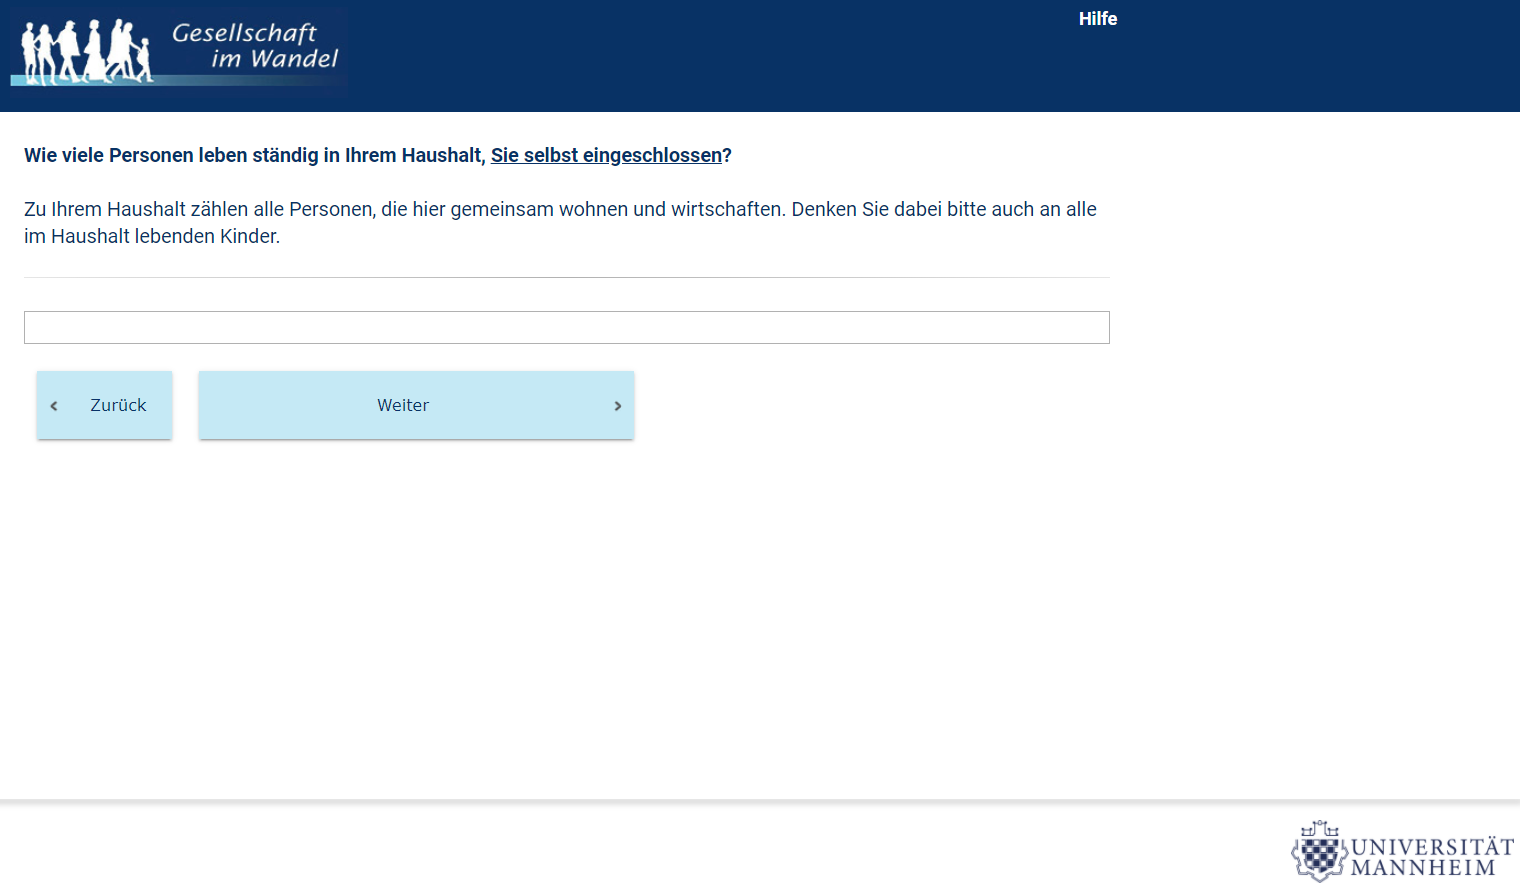 Gesellschaft
im Wandel
Hilfe
Wie viele Personen leben ständig in Ihrem Haushalt, Sie selbst eingeschlossen?
Zu Ihrem Haushalt zählen alle Personen, die hier gemeinsam wohnen und wirtschaften. Denken Sie dabei bitte auch an alle
im Haushalt lebenden Kinder.
Zurück
Weiter
UNIVERSITÄT
MANNHEIM